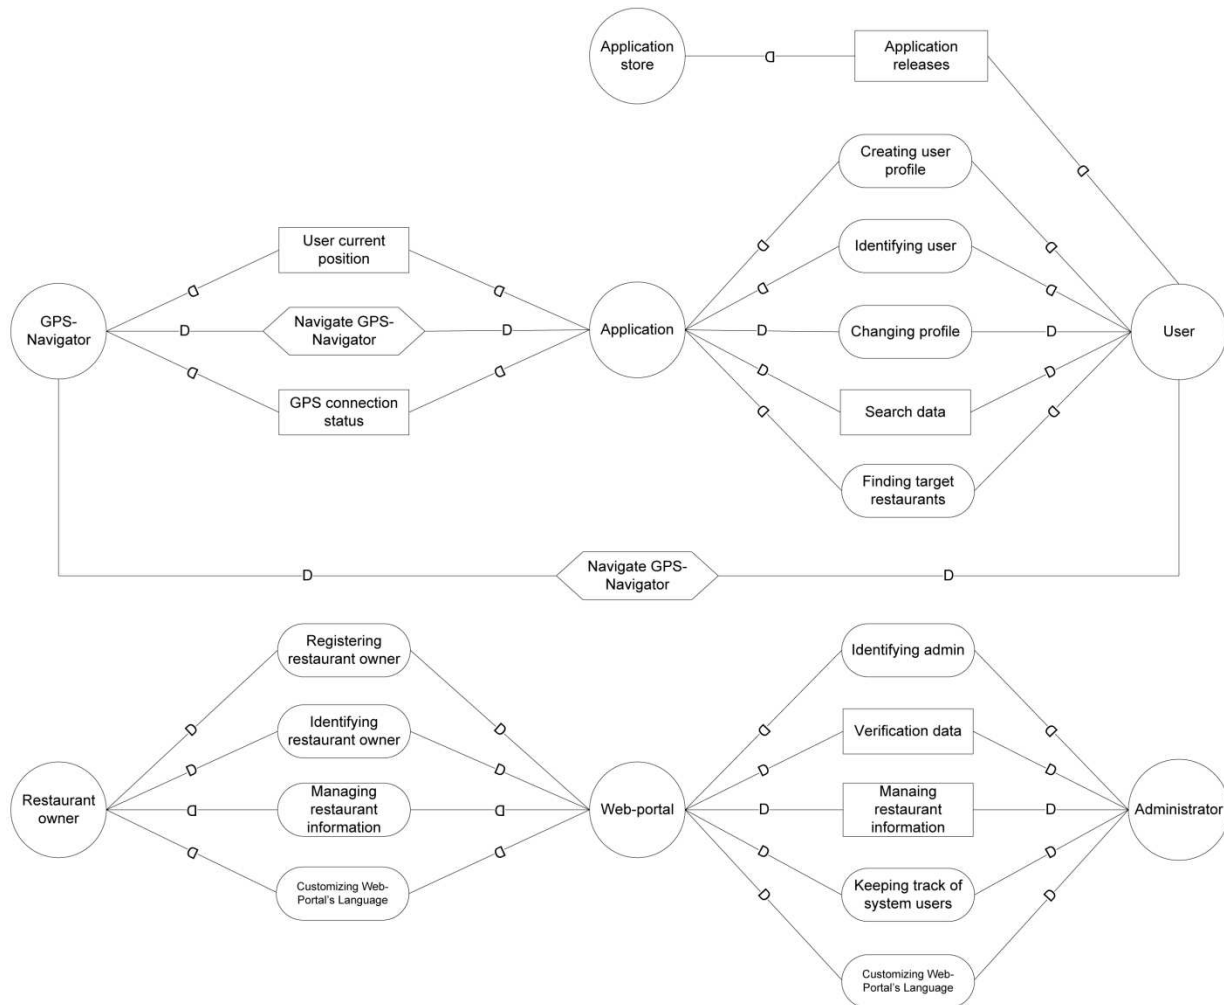 Application
store
D
Application
releases
D
Creating user
profile
D
D
User current
position
D
D
Identifying user
D
D
GPS-
Navigator
D
Navigate GPS-
Navigator
D
Application
D
Changing profile
D
User
D
GPS connection
status
D
D
Search data
D
D
Finding target
restaurants
D
D
Navigate GPS-
Navigator
D
Registering
restaurant owner
D
D
Identifying admin
D
D
Identifying
restaurant owner
D
D
Verification data
D
D
Restaurant
owner
D
Managing
restaurant
information
D
Web-portal
D
Manaing
restaurant
information
D
Administrator
D
Customizing Web-
Portal's Language
D
D
Keeping track of
system users
D
D
Customizing Web-
Portal's Language
D